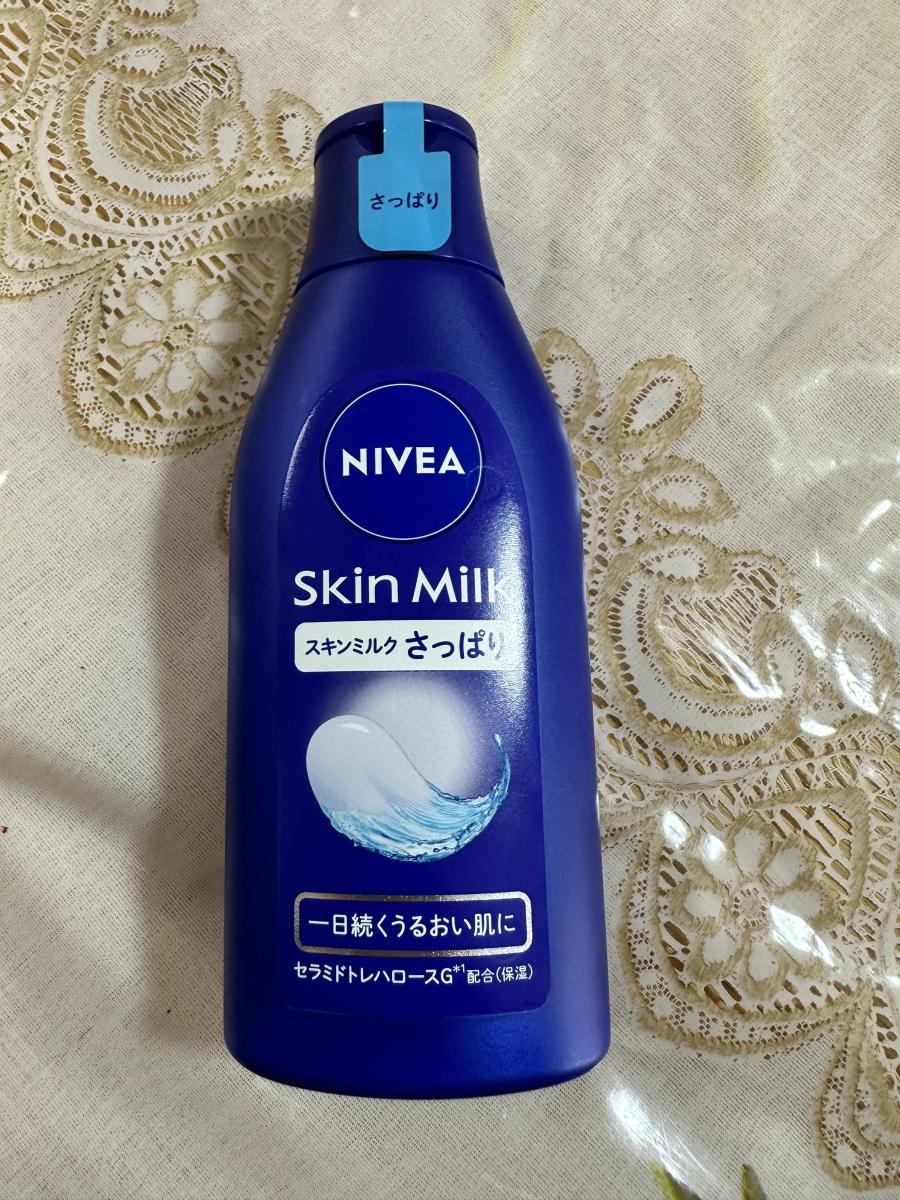 さっぱり
NIVEA
Skin Milk
スキンミルク さっぱり
一日続くうるおい肌に
セラミドトレハロースG*1配合(保湿)